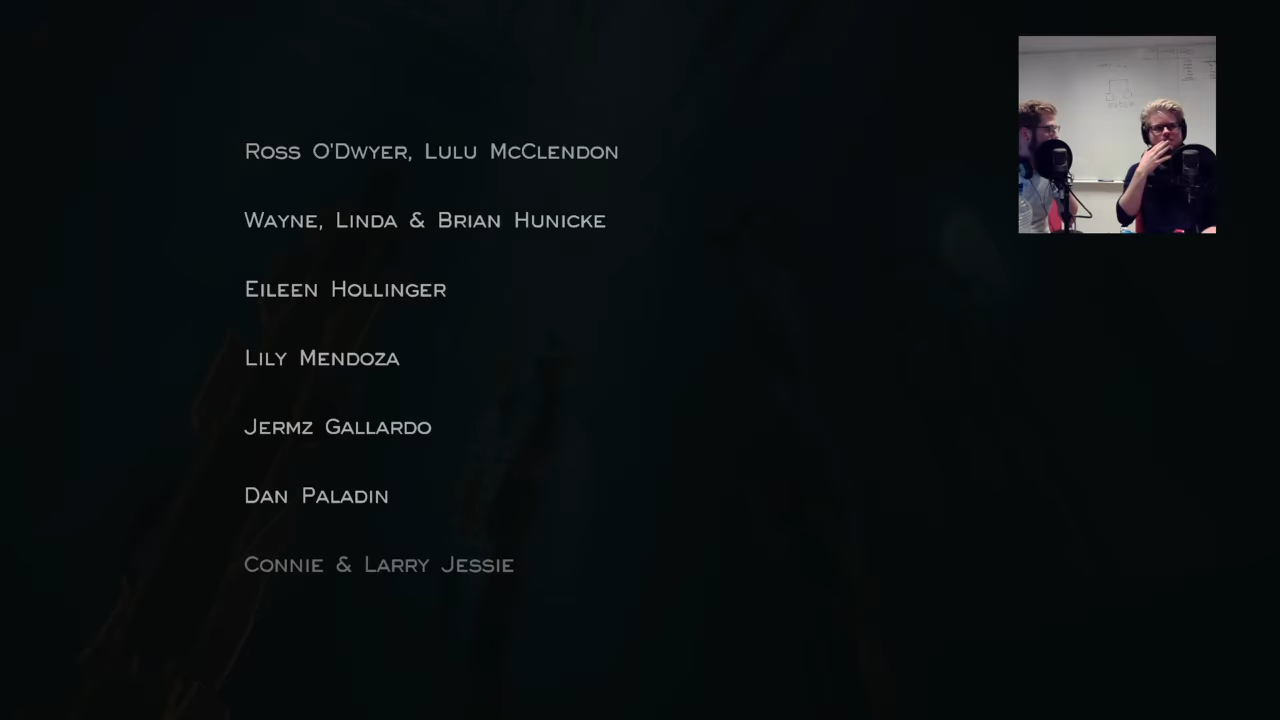 Ross O'Dwyer, Lulu McClendon
Wayne, Linda & Brian Hunicke
Eileen Hollinger
Lily Mendoza
Jermz Gallardo
Dan Paladin
Connie & Larry Jessie